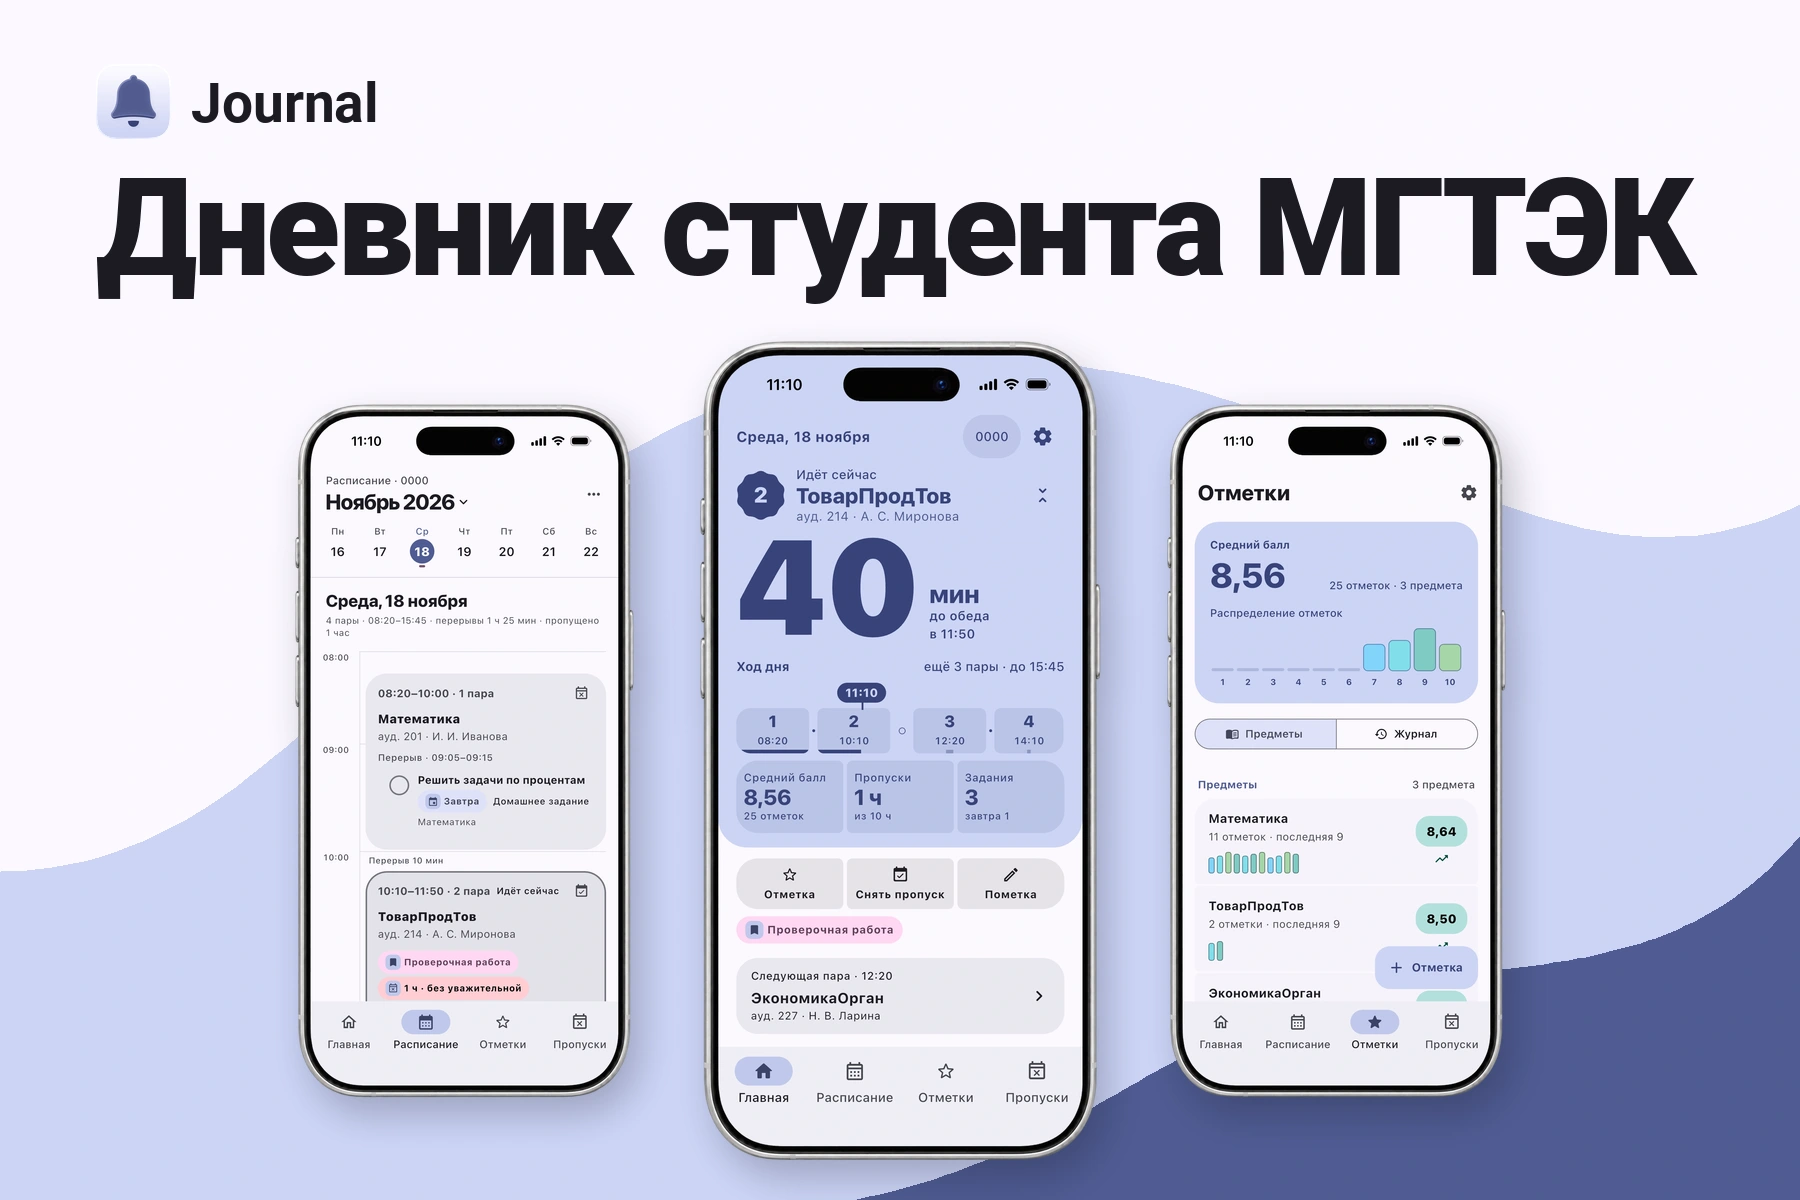 Journal
Дневник студента МГТЭК
11:10
Расписание · 0000
Ноябрь 2026
Пн Вт Ср Чт Пт Сб Вс
16 17 18 19 20 21 22
Среда, 18 ноября
4 пары · 08:20–15:45 · перерывы 1 ч 25 мин · пропущено
1 час
08:00
08:20–10:00 · 1 пара
Математика
ауд. 201 · И. И. Иванова
09:00
Перерыв · 09:05–09:15
Решить задачи по процентам
Завтра Домашнее задание
Математика
10:00
Перерыв 10 мин
10:10–11:50 · 2 пара Идёт сейчас
ТоварПродТов
ауд. 214 · А. С. Миронова
Проверочная работа
1 ч · без уважительной
Главная Расписание Отметки Пропуски
11:10
Среда, 18 ноября
0000
2
Идёт сейчас
ТоварПродТов
ауд. 214 · А. С. Миронова
40
мин
до обеда
в 11:50
Ход дня
ещё 3 пары · до 15:45
11:10
1 2 3 4
08:20 10:10 12:20 14:10
Средний балл Пропуски Задания
8,56 1 ч 3
25 отметок из 10 ч завтра 1
Отметка Снять пропуск Пометка
Проверочная работа
Следующая пара · 12:20
ЭкономикаОрган
ауд. 227 · Н. В. Ларина
Главная Расписание Отметки Пропуски
11:10
Отметки
Средний балл
8,56
25 отметок · 3 предмета
Распределение отметок
1 2 3 4 5 6 7 8 9 10
Предметы Журнал
Предметы
3 предмета
Математика
11 отметок · последняя 9
8,64
ТоварПродТов
2 отметки · последняя 9
8,50
+ Отметка
ЭкономикаОрган
Главная Расписание Отметки Пропуски